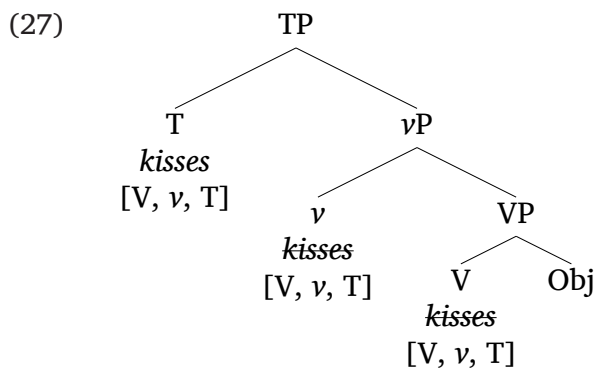 (27) TP
T vP
kisses
[V, v, T]
v VP
kisses
[V, v, T]
V Obj
kisses
[V, v, T]